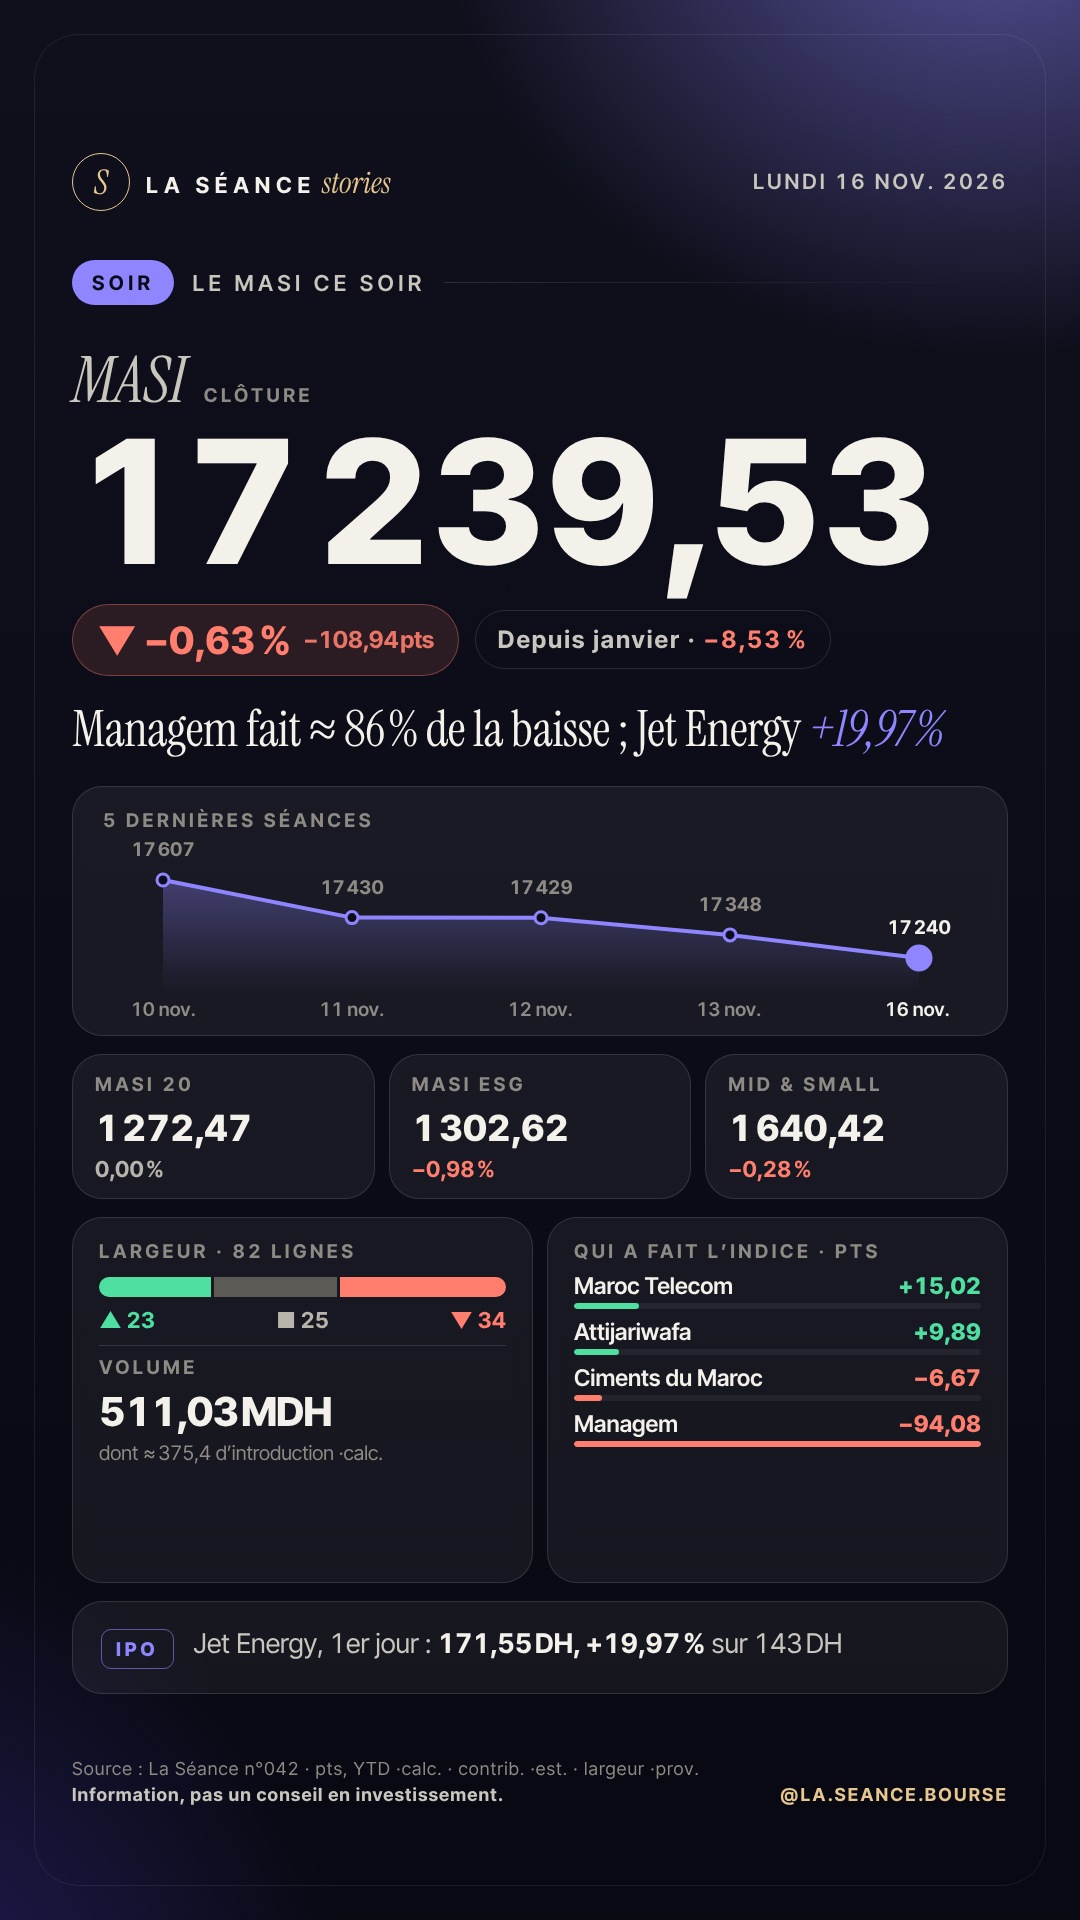 S LA SÉANCE stories
LUNDI 16 NOV. 2026
SOIR LE MASI CE SOIR
MASI CLÔTURE
17 239,53
▼ −0,63 % −108,94 pts
Depuis janvier · −8,53 %
Managem fait ≈ 86 % de la baisse ; Jet Energy +19,97 %
5 DERNIÈRES SÉANCES
17 607
17 430
17 429
17 348
17 240
10 nov.
11 nov.
12 nov.
13 nov.
16 nov.
MASI 20
1 272,47
0,00 %
MASI ESG
1 302,62
−0,98 %
MID & SMALL
1 640,42
−0,28 %
LARGEUR · 82 LIGNES
▲ 23 ■ 25 ▼ 34
VOLUME
511,03 MDH
dont ≈ 375,4 d’introduction ·calc.
QUI A FAIT L’INDICE · PTS
Maroc Telecom +15,02
Attijariwafa +9,89
Ciments du Maroc −6,67
Managem −94,08
IPO Jet Energy, 1er jour : 171,55 DH, +19,97 % sur 143 DH
Source : La Séance n°042 · pts, YTD ·calc. · contrib. ·est. · largeur ·prov.
Information, pas un conseil en investissement.
@LA.SEANCE.BOURSE